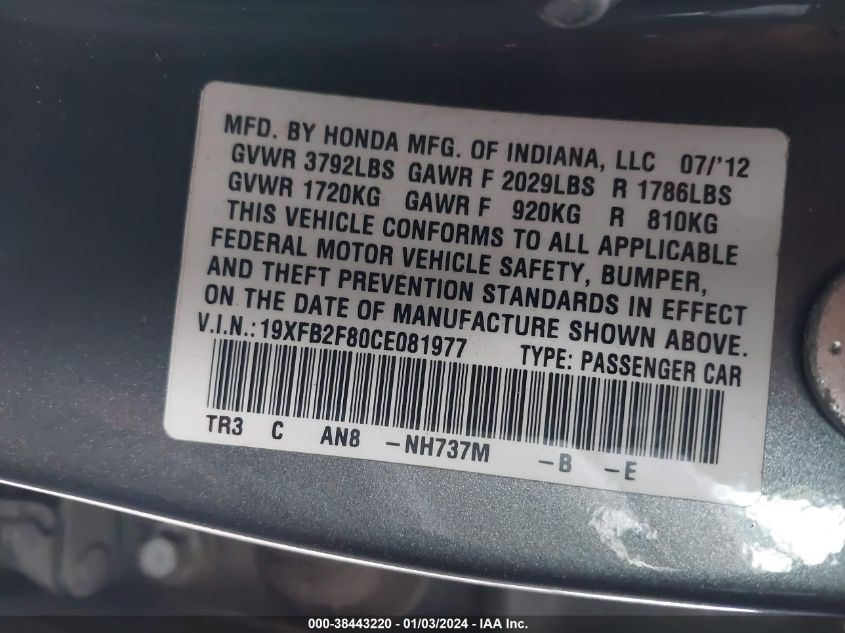 MFD. BY HONDA MFG. OF INDIANA, LLC 07/'12
GVWR 3792LBS GAWR F 2029LBS R 1786LBS
GVWR 1720KG GAWR F 920KG R 810KG
THIS VEHICLE CONFORMS TO ALL APPLICABLE
FEDERAL MOTOR VEHICLE SAFETY, BUMPER,
AND THEFT PREVENTION STANDARDS IN EFFECT
ON THE DATE OF MANUFACTURE SHOWN ABOVE.
V.I.N.:19XFB2F80CE081977 TYPE: PASSENGER CAR
TR3 C AN8 -NH737M -B -E
000-38443220 - 01/03/2024 - IAA Inc.